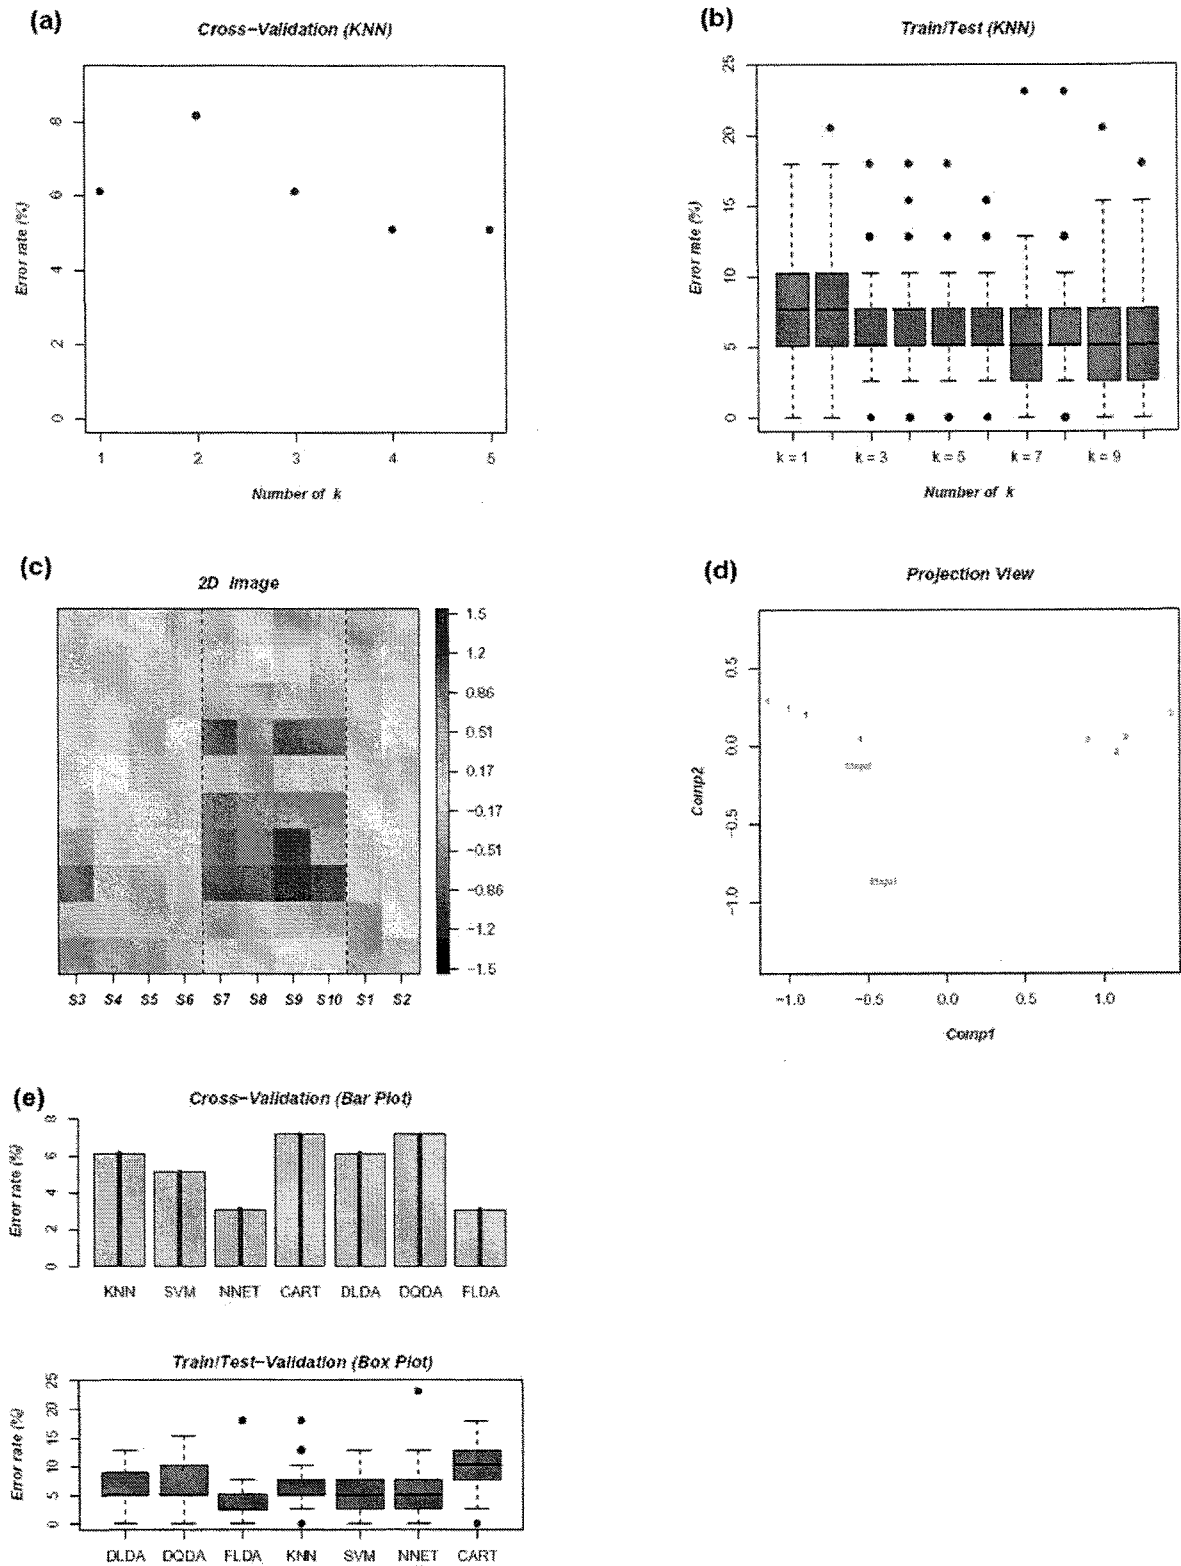 (a)
Cross-Validation (KNN)
Error rate (%)
8
6
4
2
0
1 2 3 4 5
Number of k
(b)
Train/Test (KNN)
Error rate (%)
25
20
15
10
5
0
k = 1 k = 3 k = 5 k = 7 k = 9
Number of k
(c)
2D Image
1.5
1.2
0.86
0.51
0.17
-0.17
-0.51
-0.86
-1.2
-1.5
S3 S4 S5 S6 S7 S8 S9 S10 S1 S2
(d)
Projection View
Comp2
0.5
0.0
-0.5
-1.0
-1.0 -0.5 0.0 0.5 1.0
Comp1
(e)
Cross-Validation (Bar Plot)
Error rate (%)
8
6
4
2
0
KNN SVM NNET CART DLDA DQDA FLDA
Train/Test-Validation (Box Plot)
Error rate (%)
25
20
15
10
5
0
DLDA DQDA FLDA KNN SVM NNET CART